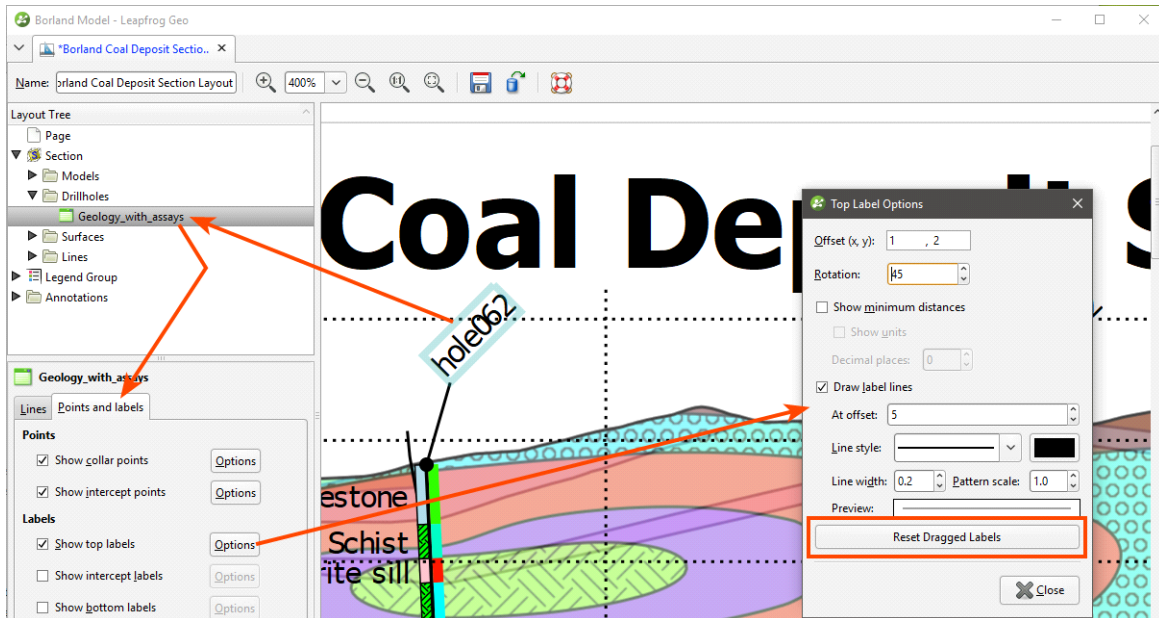 Borland Model - Leapfrog Geo
*Borland Coal Deposit Sectio..
Name: orland Coal Deposit Section Layout
400%
Layout Tree
Page
Section
Models
Drillholes
Geology_with_assays
Surfaces
Lines
Legend Group
Annotations
Geology_with_assays
Lines
Points and labels
Points
Show collar points
Options
Show intercept points
Options
Labels
Show top labels
Options
Show intercept labels
Options
Show bottom labels
Options
Coal De
S
hole062
estone
Schist
rite sill
Top Label Options
Offset (x, y): 1 , 2
Rotation: 45
Show minimum distances
Show units
Decimal places: 0
Draw label lines
At offset: 5
Line style:
Line width: 0.2 Pattern scale: 1.0
Preview:
Reset Dragged Labels
Close